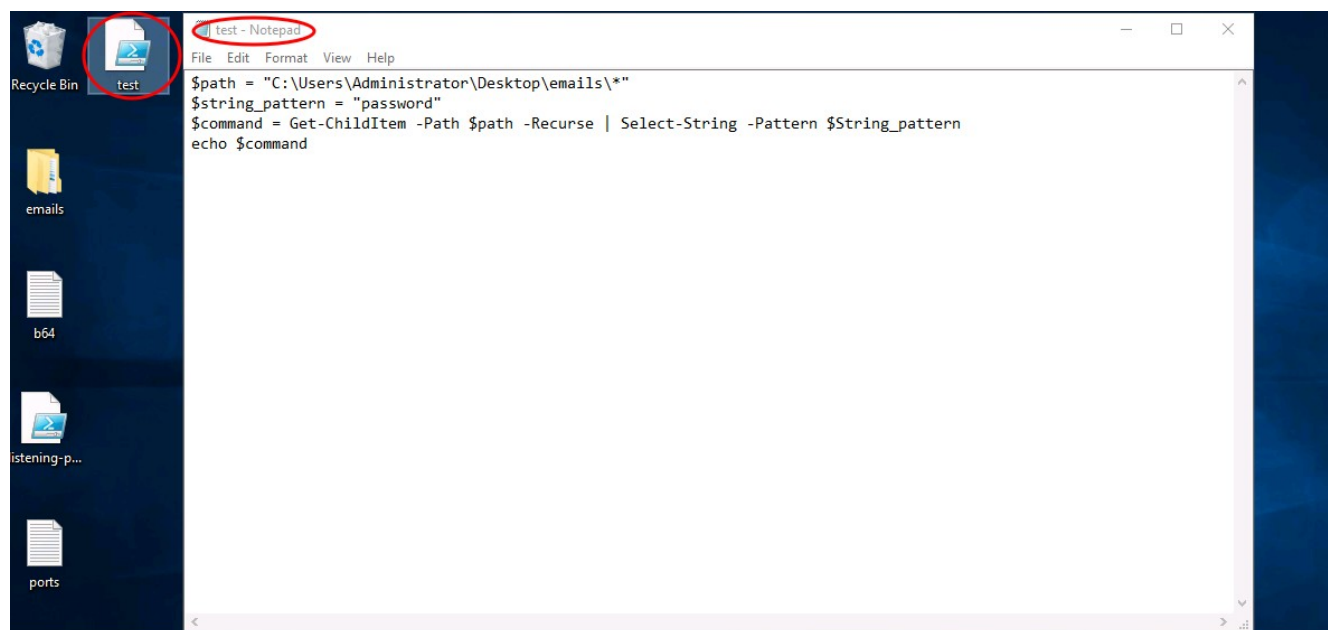 test - Notepad
File Edit Format View Help
Recycle Bin
test
$path = "C:\Users\Administrator\Desktop\emails\*"
$string_pattern = "password"
$command = Get-ChildItem -Path $path -Recurse | Select-String -Pattern $String_pattern
echo $command
emails
b64
istening-p...
ports